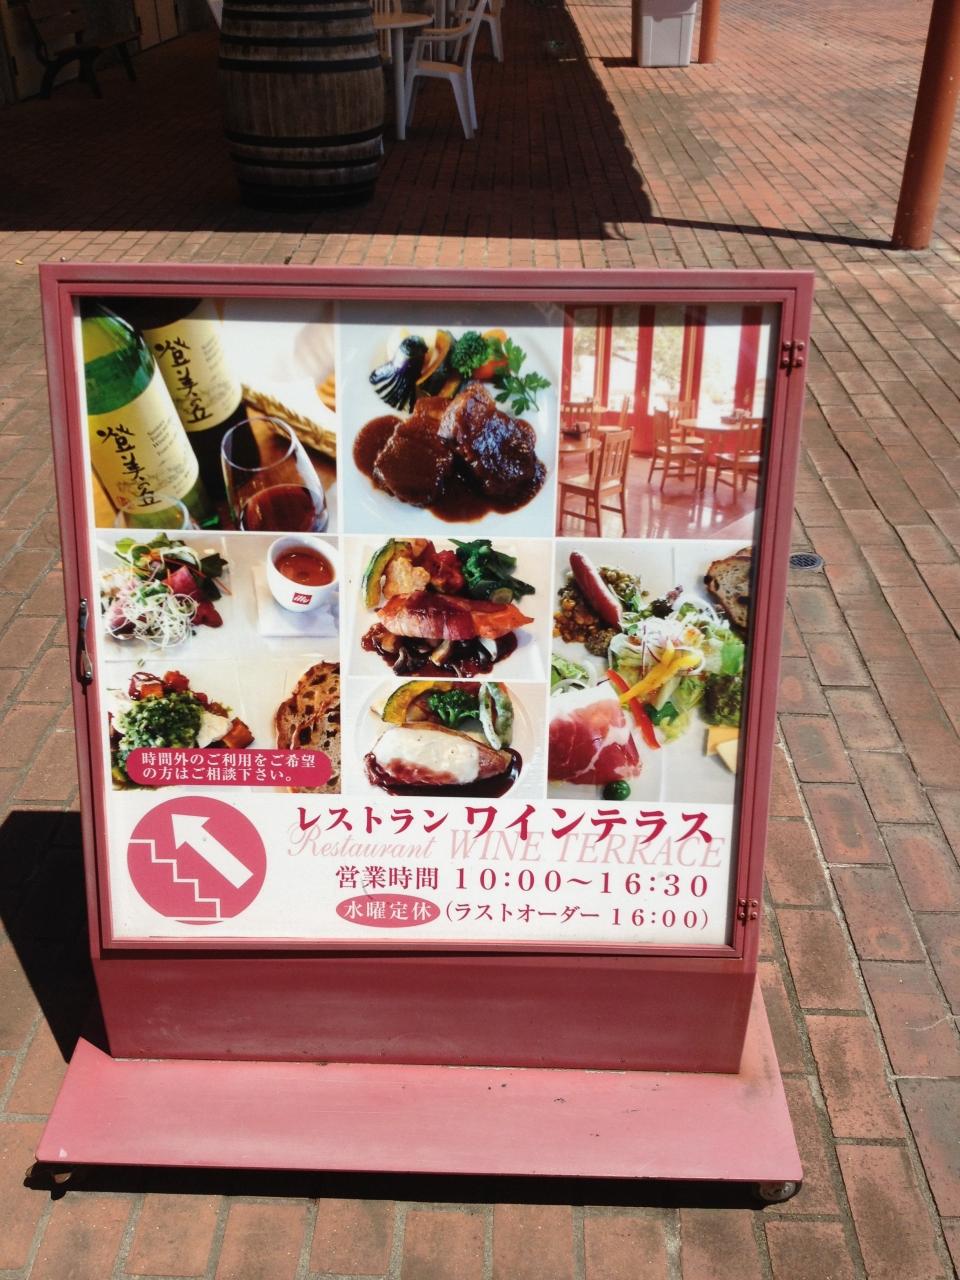 登美の丘
登美の丘
illy
時間外のご利用をご希望
の方はご相談下さい。
レストラン ワインテラス
Restaurant WINE TERRACE
営業時間 10:00～16:30
水曜定休 (ラストオーダー 16:00)